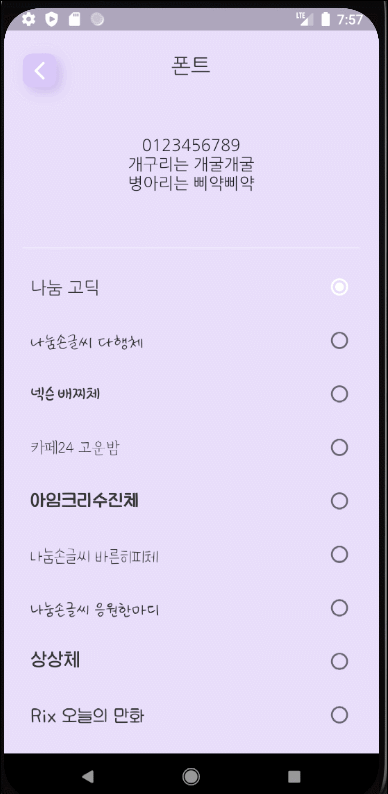 LTE 7:57
폰트
0123456789
개구리는 개굴개굴
병아리는 삐약삐약
나눔 고딕
나눔손글씨 다행체
넥슨 배찌체
카페24 고운밤
아임크리수진체
나눔손글씨 바른히피체
나눔손글씨 응원한마디
상상체
Rix 오늘의 만화